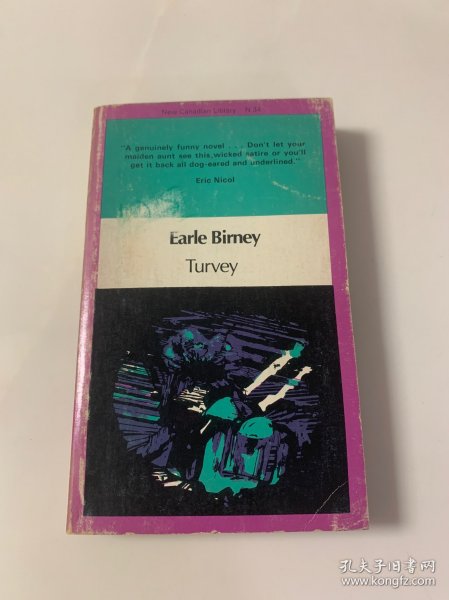 New Canadian Library N 34
"A genuinely funny novel . . . Don't let your
maiden aunt see this wicked satire or you'll
get it back all dog-eared and underlined."
Eric Nicol
Earle Birney
Turvey
孔夫子旧书网
www.kongfz.com